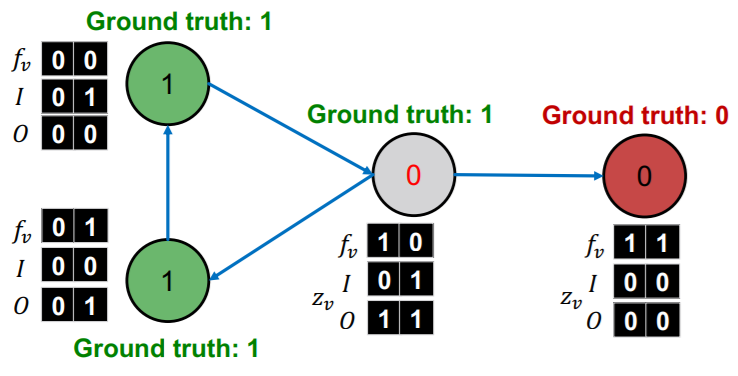 Ground truth: 1
f_v 0 0
I 0 1
O 0 0
1
Ground truth: 1
0
Ground truth: 0
0
f_v 0 1
I 0 0
O 0 1
1
Ground truth: 1
f_v 1 0
z_v I 0 1
O 1 1
f_v 1 1
z_v I 0 0
O 0 0